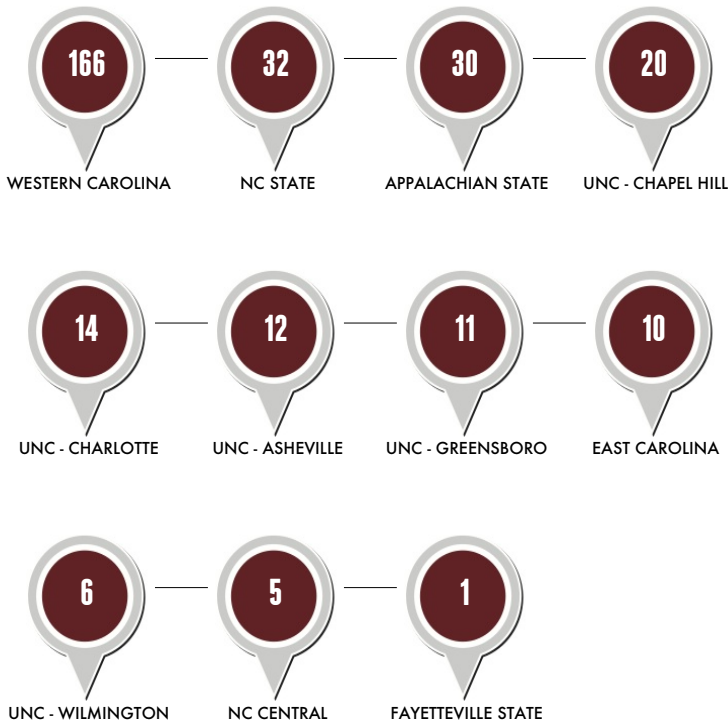 166 32 30 20
WESTERN CAROLINA NC STATE APPALACHIAN STATE UNC - CHAPEL HILL
14 12 11 10
UNC - CHARLOTTE UNC - ASHEVILLE UNC - GREENSBORO EAST CAROLINA
6 5 1
UNC - WILMINGTON NC CENTRAL FAYETTEVILLE STATE